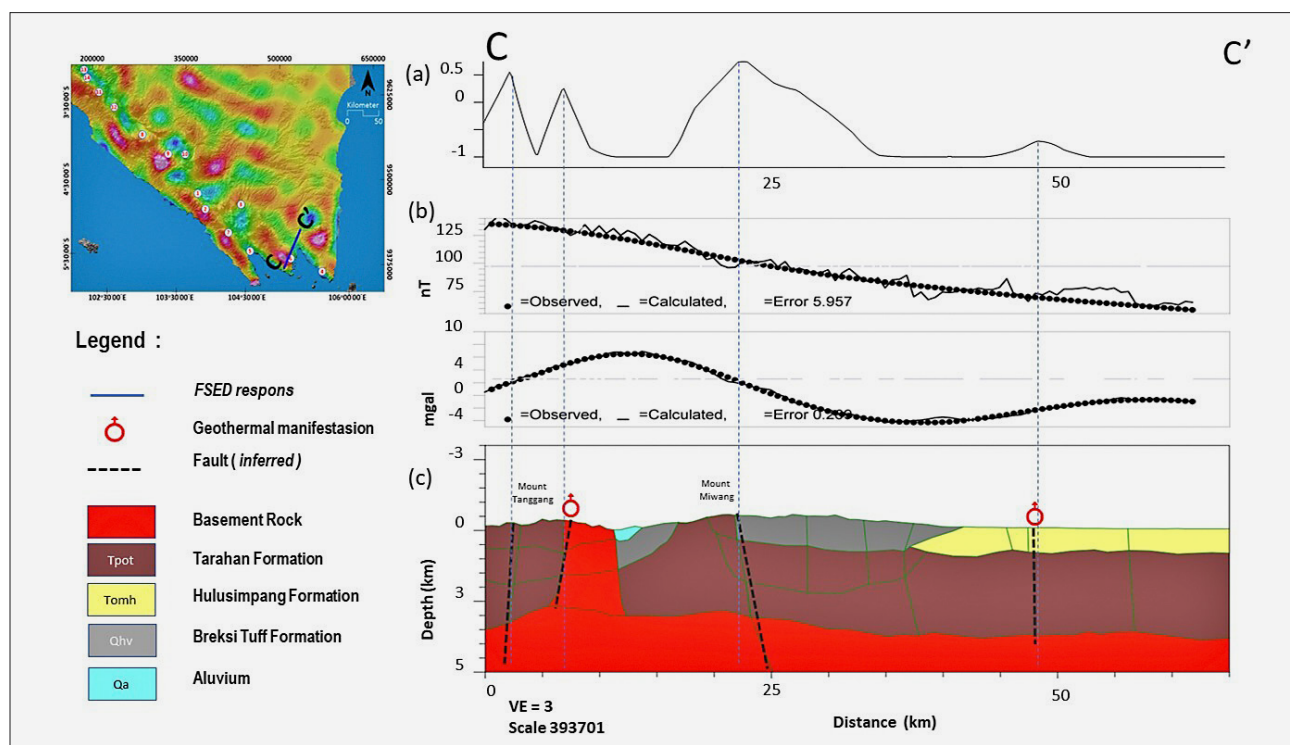 C
C'
200000 350000 500000 650000
N
Kilometer
0 50
9625000
9500000
9375000
3°30'0"S
4°30'0"S
5°30'0"S
102°30'0"E 103°30'0"E 104°30'0"E 106°0'0"E
C
C'
(a)
0.5
0
-1
25 50
(b)
125
100
75
nT
=Observed, =Calculated, =Error 5.957
10
4
0
-4
mgal
=Observed, =Calculated,
(c)
-3
0
3
5
Depth (km)
Mount
Tanggang
Mount
Miwang
0 25 50
VE = 3
Scale 393701
Distance (km)
Legend :
FSED respons
Geothermal manifestasion
Fault ( inferred )
Basement Rock
Tpot Tarahan Formation
Tomh Hulusimpang Formation
Qhv Breksi Tuff Formation
Qa Aluvium